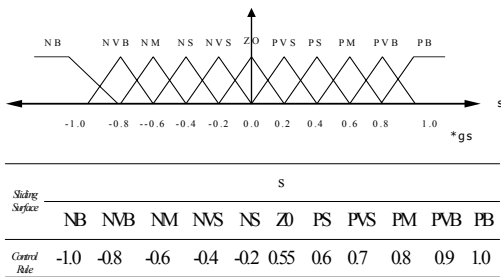 NB NVB NM NS NVS ZO PVS PS PM PVB PB
s
-1.0 -0.8 --0.6 -0.4 -0.2 0.0 0.2 0.4 0.6 0.8 1.0
*gs
s
Sliding
Surface
NB NVB NM NVS NS Z0 PS PVS PM PVB PB
Control
Rule
-1.0 -0.8 -0.6 -0.4 -0.2 0.55 0.6 0.7 0.8 0.9 1.0